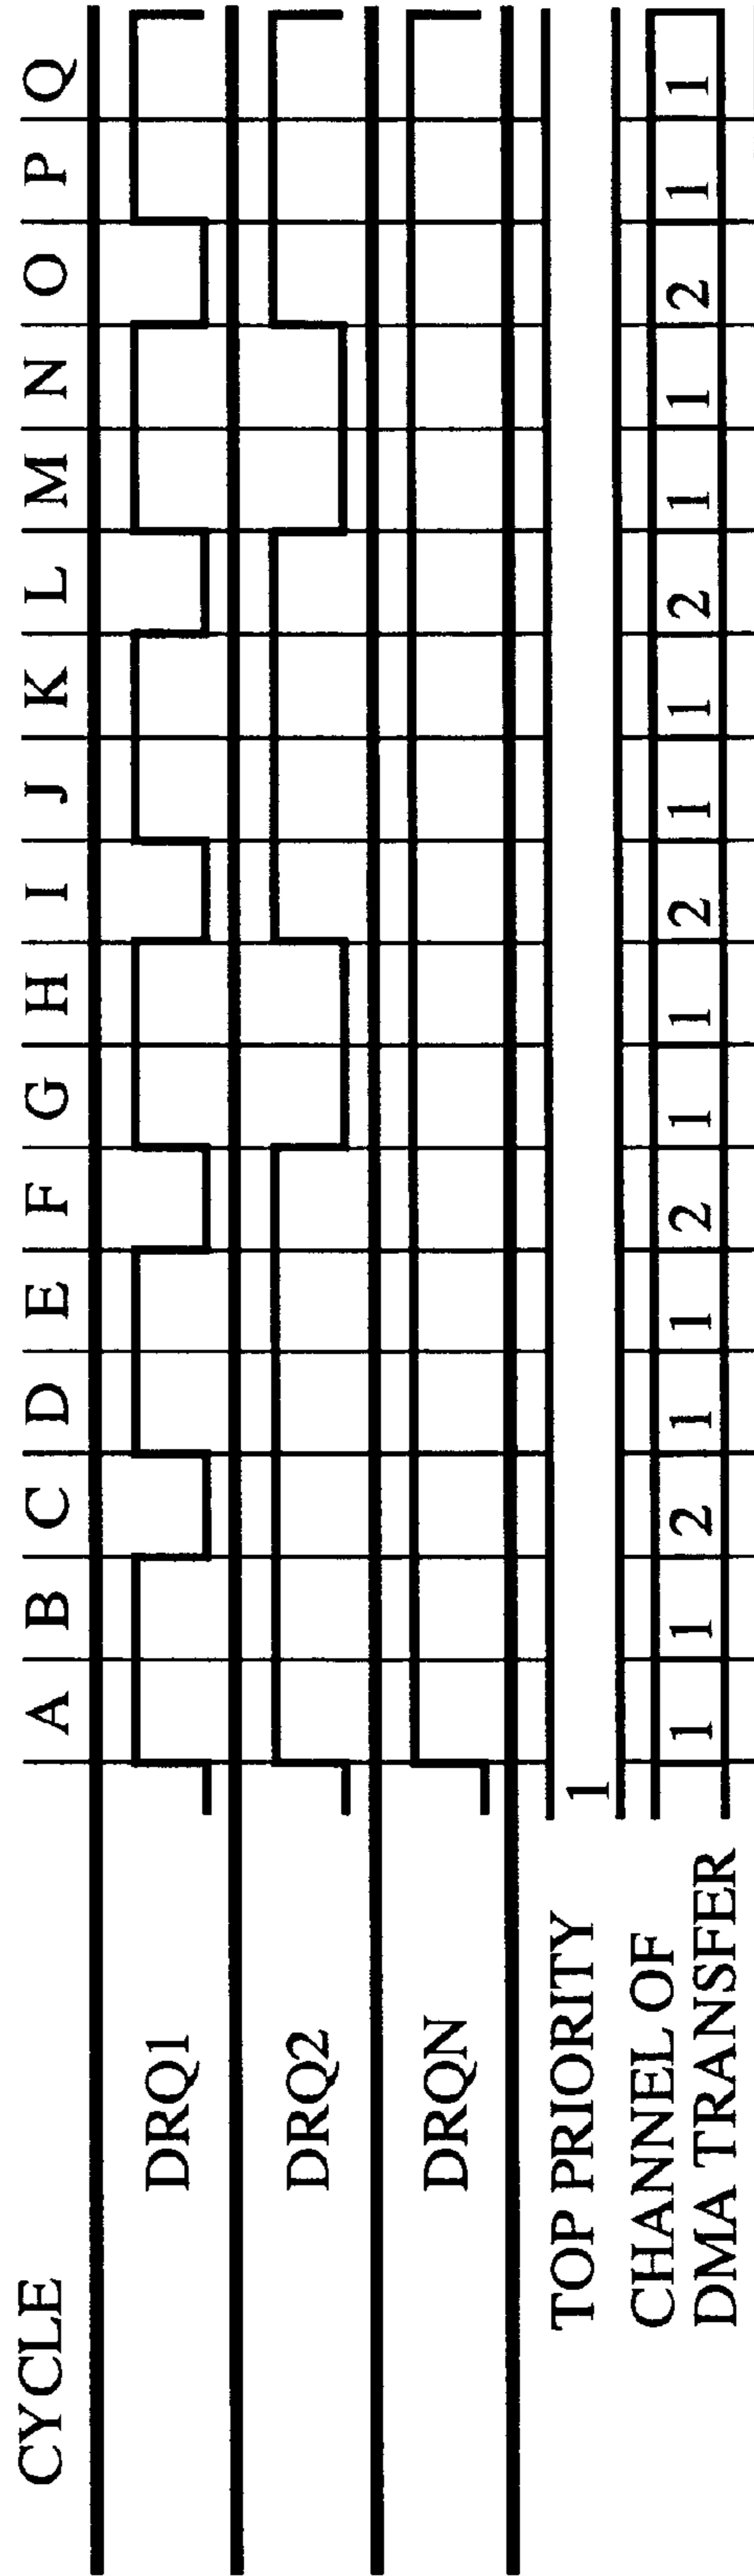 CYCLE A B C D E F G H I J K L M N O P Q
DRQ1
DRQ2
DRQN
TOP PRIORITY 1
CHANNEL OF
DMA TRANSFER 1 1 2 1 1 2 1 1 2 1 1 2 1 1 2 1 1